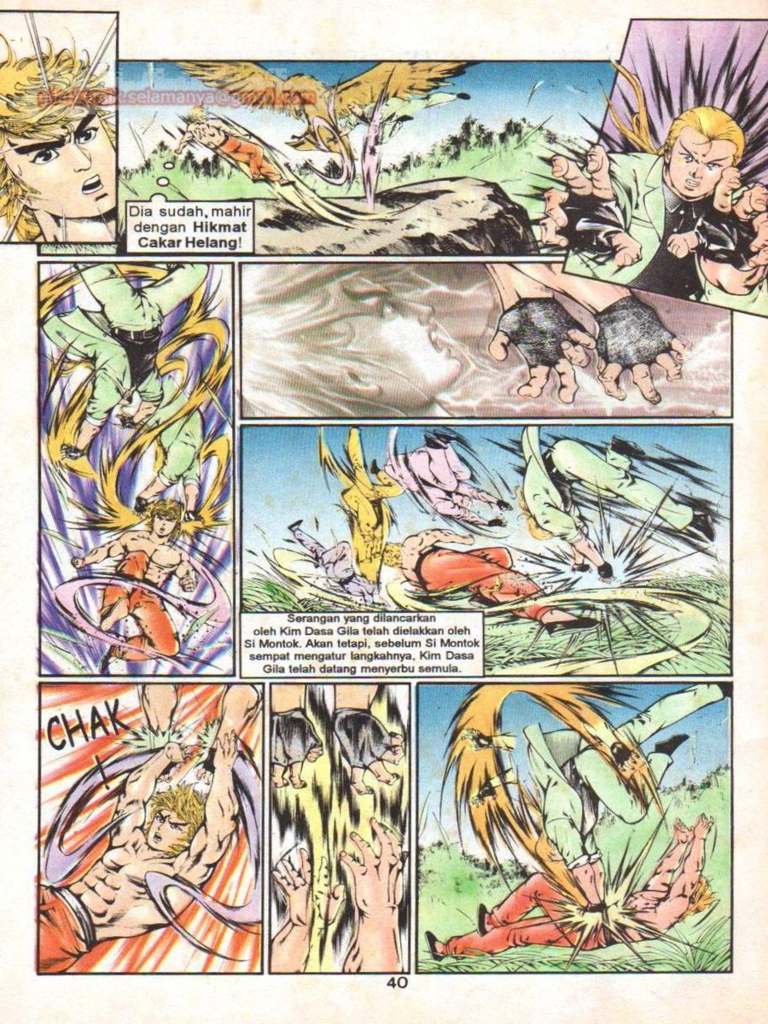 Dia sudah, mahir
dengan Hikmat
Cakar Helang!
Serangan yang dilancarkan
oleh Kim Dasa Gila telah dielakkan oleh
Si Montok. Akan tetapi, sebelum Si Montok
sempat mengatur langkahnya, Kim Dasa
Gila telah datang menyerbu semula.
CHAK
!
40